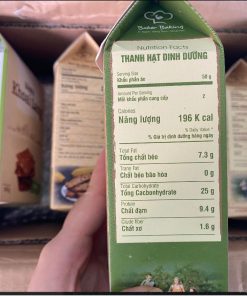 Baker Baking
Nutrition Facts
THANH HẠT DINH DƯỠNG
Serving Size
Khẩu phần ăn 50 g
Amount Per Serving
Mỗi khẩu phần cung cấp 2
Calories
Năng lượng 196 K cal
% Daily Value *
% Giá trị dinh dưỡng hàng ngày
Total Fat
Tổng chất béo 7.3 g
Trans Fat
Chất béo bão hòa 0 g
Total Carbohydrate
Tổng Cacbonhydrate 25 g
Protein
Chất đạm 9.4 g
Crude fiber
Chất xơ 1.6 g